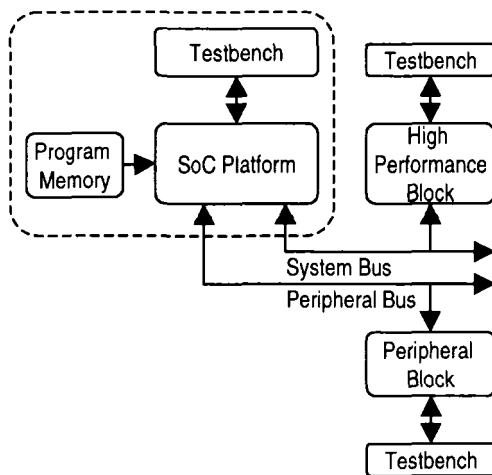 Testbench
Testbench
Program
Memory
SoC Platform
High
Performance
Block
System Bus
Peripheral Bus
Peripheral
Block
Testbench